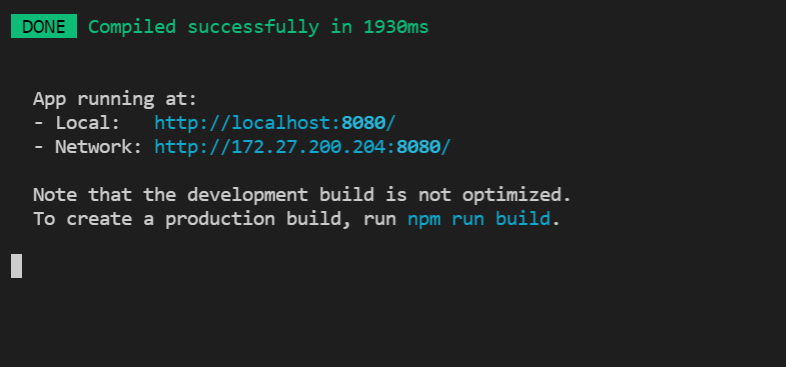 DONE Compiled successfully in 1930ms
App running at:
- Local: http://localhost:8080/
- Network: http://172.27.200.204:8080/
Note that the development build is not optimized.
To create a production build, run npm run build.